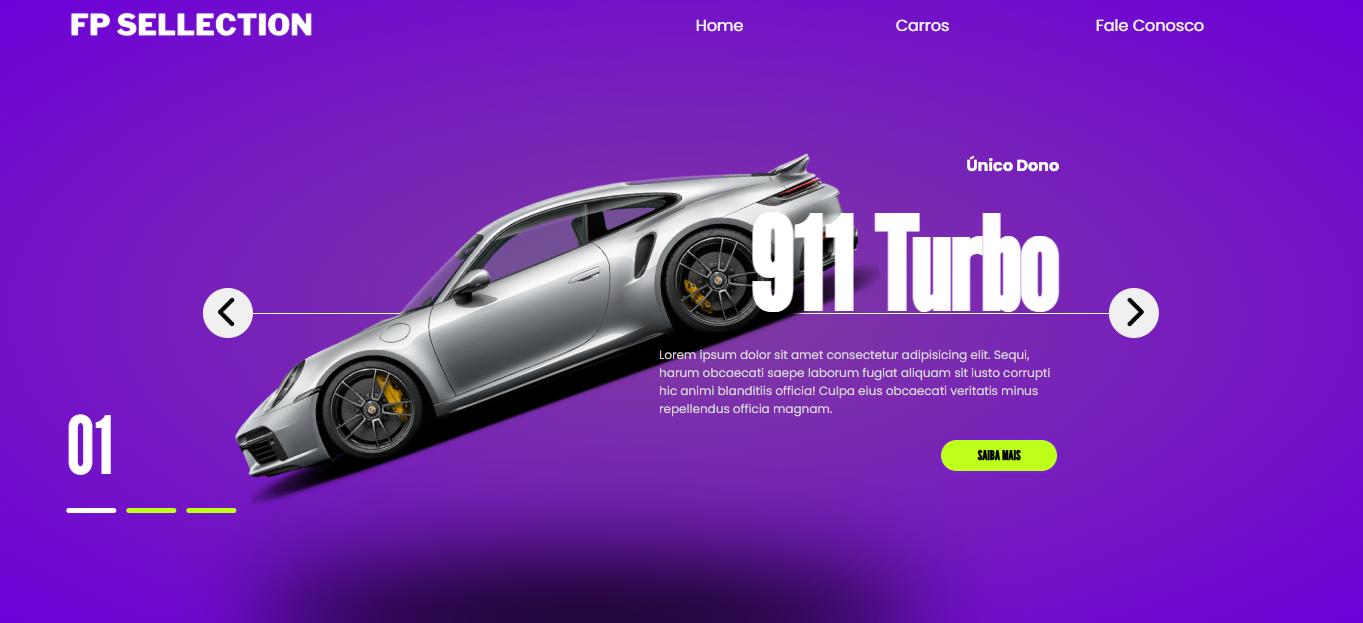 FP SELLECTION
Home
Carros
Fale Conosco
Único Dono
911 Turbo
Lorem ipsum dolor sit amet consectetur adipisicing elit. Sequi,
harum obcaecati saepe laborum fugiat aliquam sit iusto corrupti
hic animi blanditiis officia! Culpa eius obcaecati veritatis minus
repellendus officia magnam.
01
SAIBA MAIS